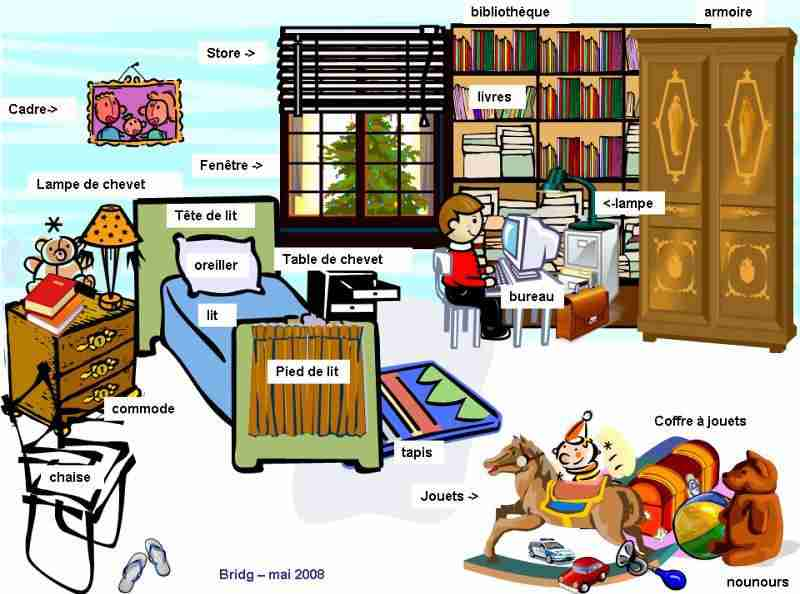 bibliothèque
armoire
Store ->
livres
Cadre->
Fenêtre ->
Lampe de chevet
<-lampe
Tête de lit
oreiller
Table de chevet
bureau
lit
Pied de lit
commode
Coffre à jouets
tapis
chaise
Jouets ->
Bridg – mai 2008
nounours